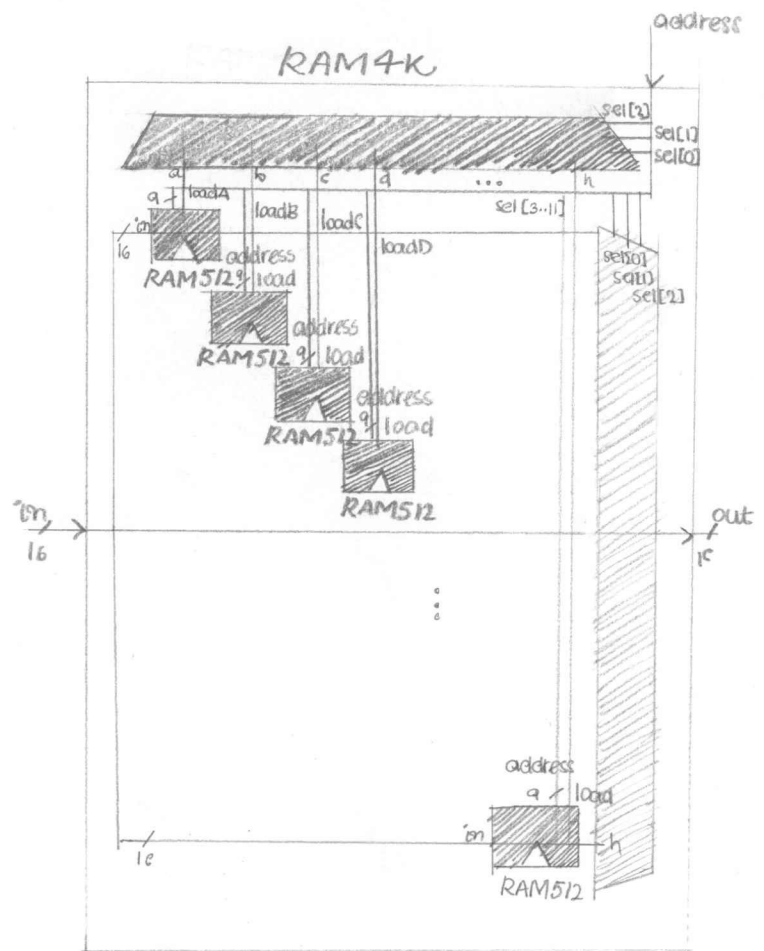 address
RAM4K
sel[2]
sel[1]
sel[0]
a b c d ... h
9 loadA
loadB
loadC
loadD
sel[3..11]
in
16
RAM512
address
9 load
RAM512
address
9 load
RAM512
address
9 load
RAM512
sel[0]
sel[1]
sel[2]
in
16
out
16
address
9 load
in
16
h
RAM512